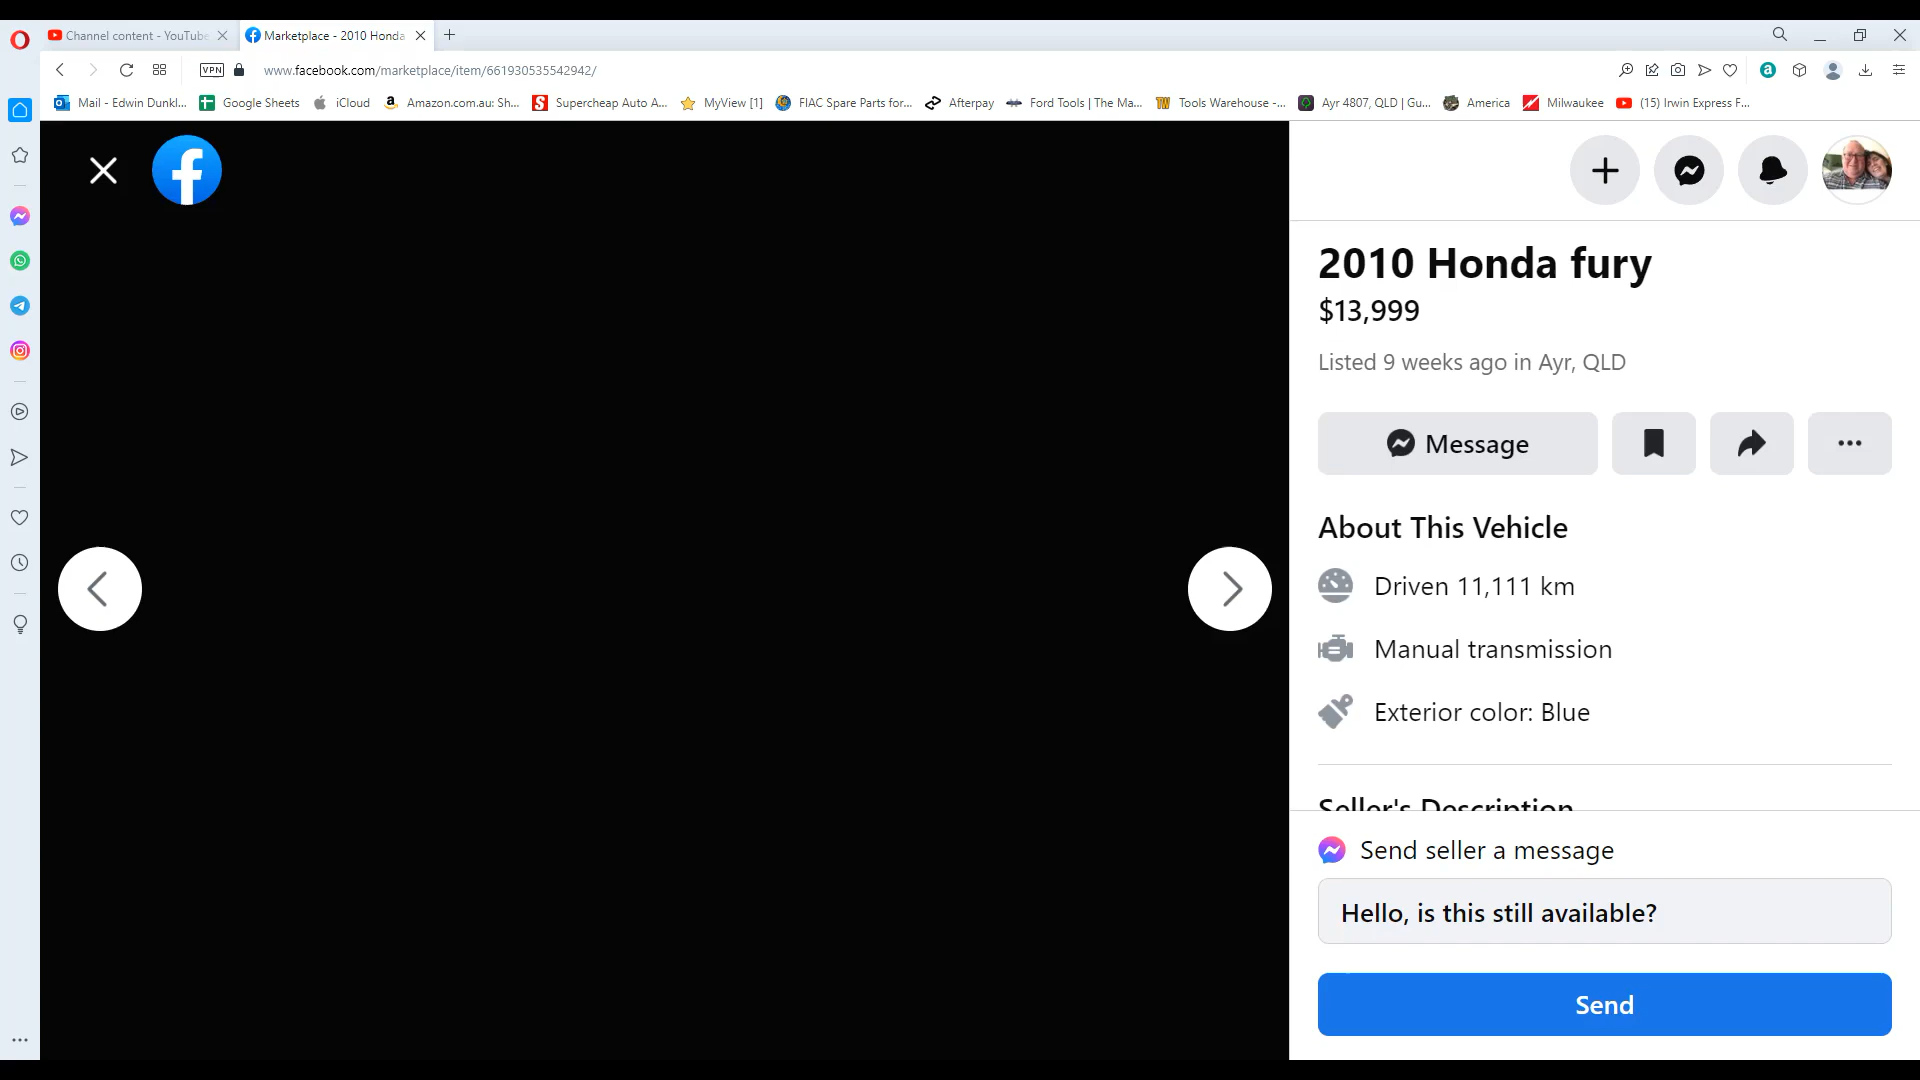 Channel content - YouTube
Marketplace - 2010 Honda
VPN
www.facebook.com/marketplace/item/661930535542942/
Mail - Edwin Dunkl...
Google Sheets
iCloud
Amazon.com.au: Sh...
Supercheap Auto A...
MyView [1]
FIAC Spare Parts for...
Afterpay
Ford Tools | The Ma...
Tools Warehouse -...
Ayr 4807, QLD | Gu...
America
Milwaukee
(15) Irwin Express F...
2010 Honda fury
$13,999
Listed 9 weeks ago in Ayr, QLD
Message
About This Vehicle
Driven 11,111 km
Manual transmission
Exterior color: Blue
Seller's Description
Send seller a message
Hello, is this still available?
Send